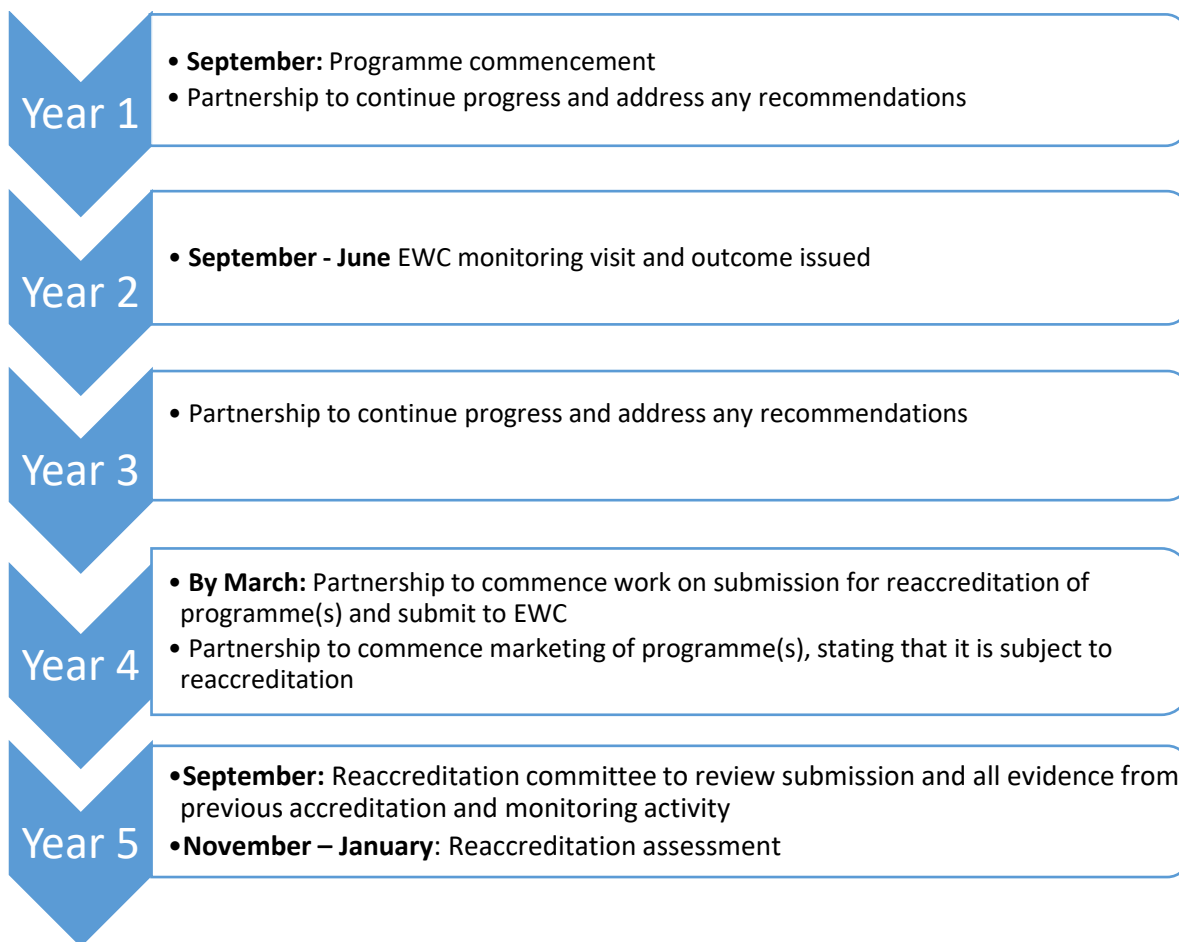 Year 1
• September: Programme commencement
• Partnership to continue progress and address any recommendations
Year 2
• September - June EWC monitoring visit and outcome issued
Year 3
• Partnership to continue progress and address any recommendations
Year 4
• By March: Partnership to commence work on submission for reaccreditation of
programme(s) and submit to EWC
• Partnership to commence marketing of programme(s), stating that it is subject to
reaccreditation
Year 5
•September: Reaccreditation committee to review submission and all evidence from
previous accreditation and monitoring activity
•November – January: Reaccreditation assessment